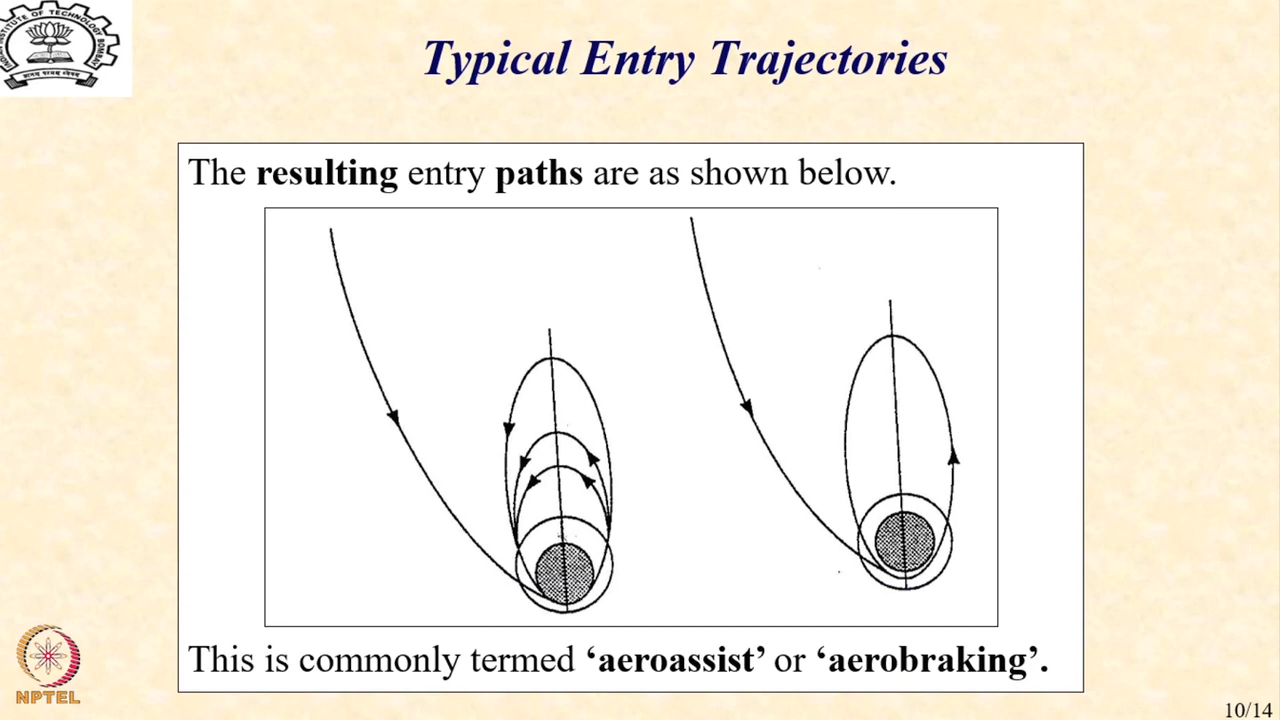 Typical Entry Trajectories
The resulting entry paths are as shown below.
This is commonly termed ‘aeroassist’ or ‘aerobraking’.
NPTEL
10/14